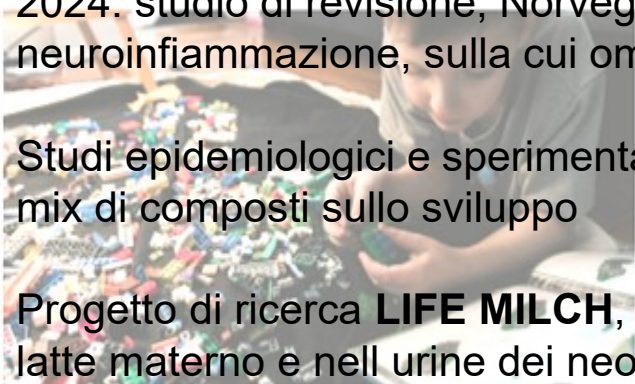 2024: studio di revisione, Norveg
neuroinfiammazione, sulla cui om
Studi epidemiologici e speriment
mix di composti sullo sviluppo
Progetto di ricerca LIFE MILCH,
latte materno e nell urine dei neo